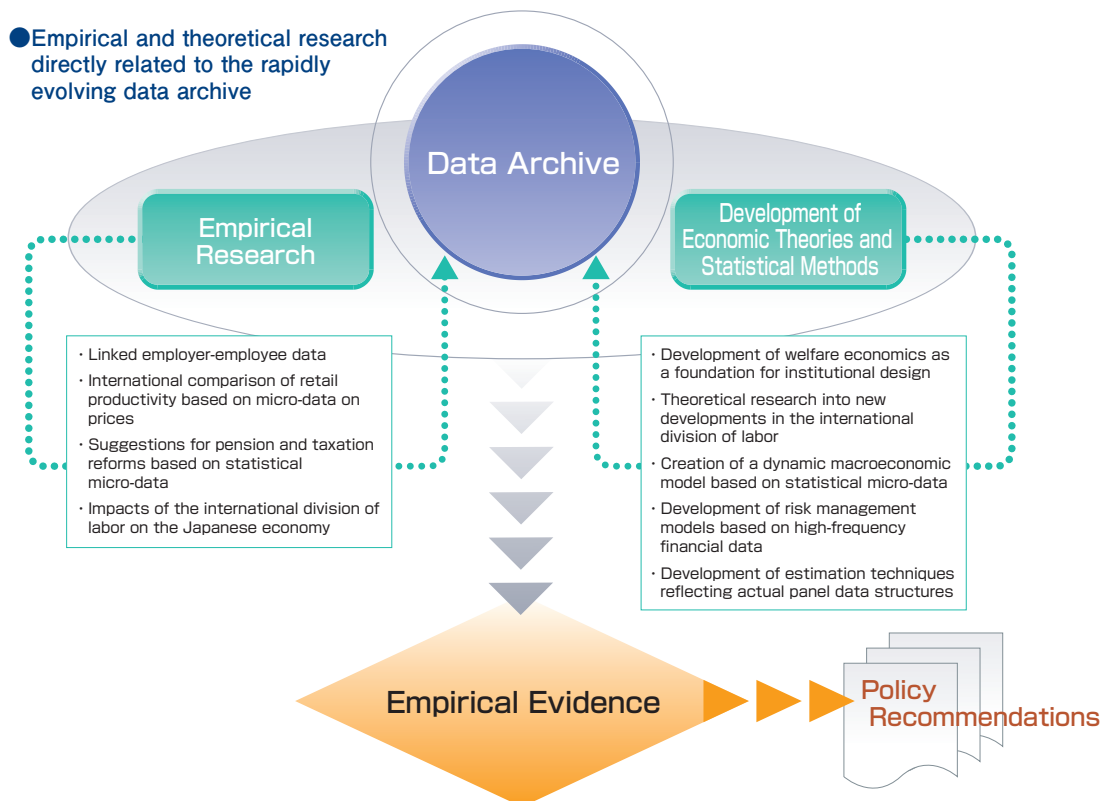 ●Empirical and theoretical research
directly related to the rapidly
evolving data archive
Data Archive
Empirical
Research
Development of
Economic Theories and
Statistical Methods
・Linked employer-employee data
・International comparison of retail
productivity based on micro-data on
prices
・Suggestions for pension and taxation
reforms based on statistical
micro-data
・Impacts of the international division of
labor on the Japanese economy
・Development of welfare economics as
a foundation for institutional design
・Theoretical research into new
developments in the international
division of labor
・Creation of a dynamic macroeconomic
model based on statistical micro-data
・Development of risk management
models based on high-frequency
financial data
・Development of estimation techniques
reflecting actual panel data structures
Empirical Evidence
Policy
Recommendations